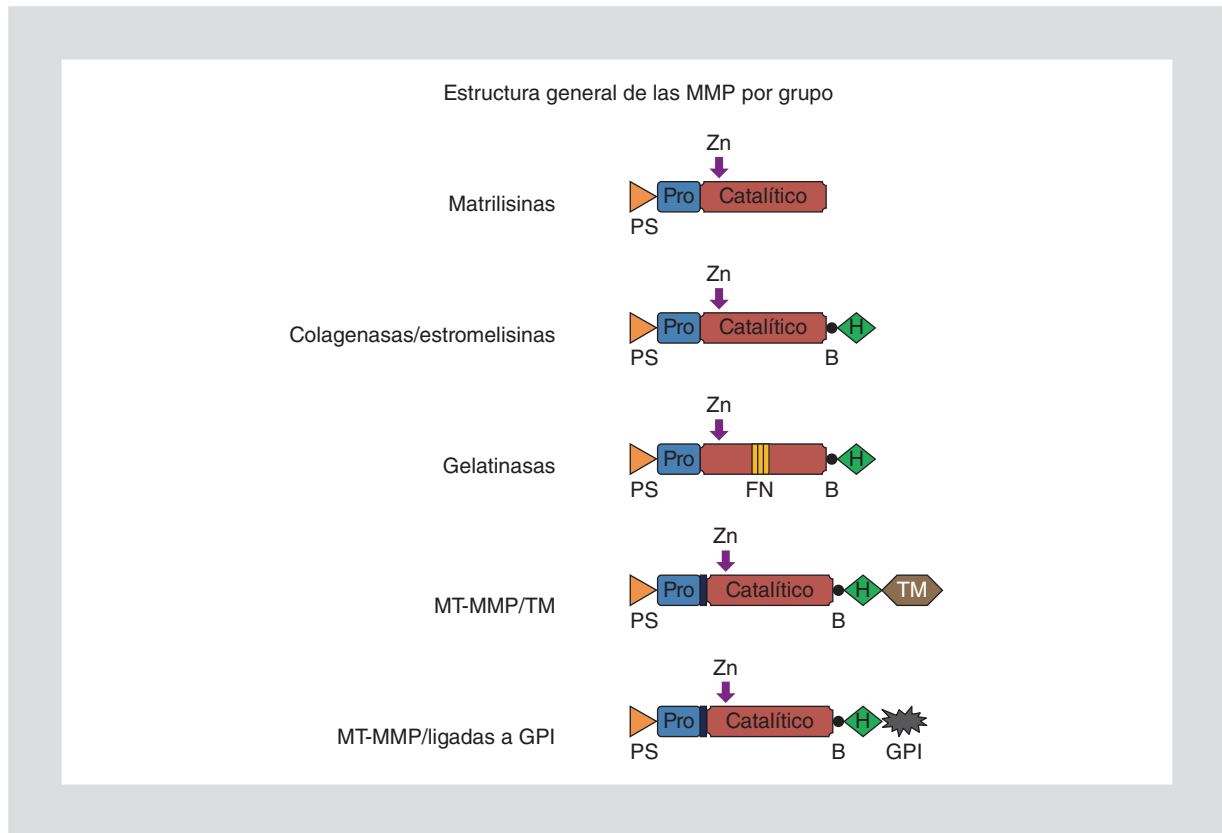 Estructura general de las MMP por grupo
Zn
Matrilisinas
Pro Catalítico
PS
Zn
Colagenasas/estromelisinas
Pro Catalítico H
PS B
Zn
Gelatinasas
Pro H
PS FN B
Zn
MT-MMP/TM
Pro Catalítico H TM
PS B
Zn
MT-MMP/ligadas a GPI
Pro Catalítico H
PS B GPI